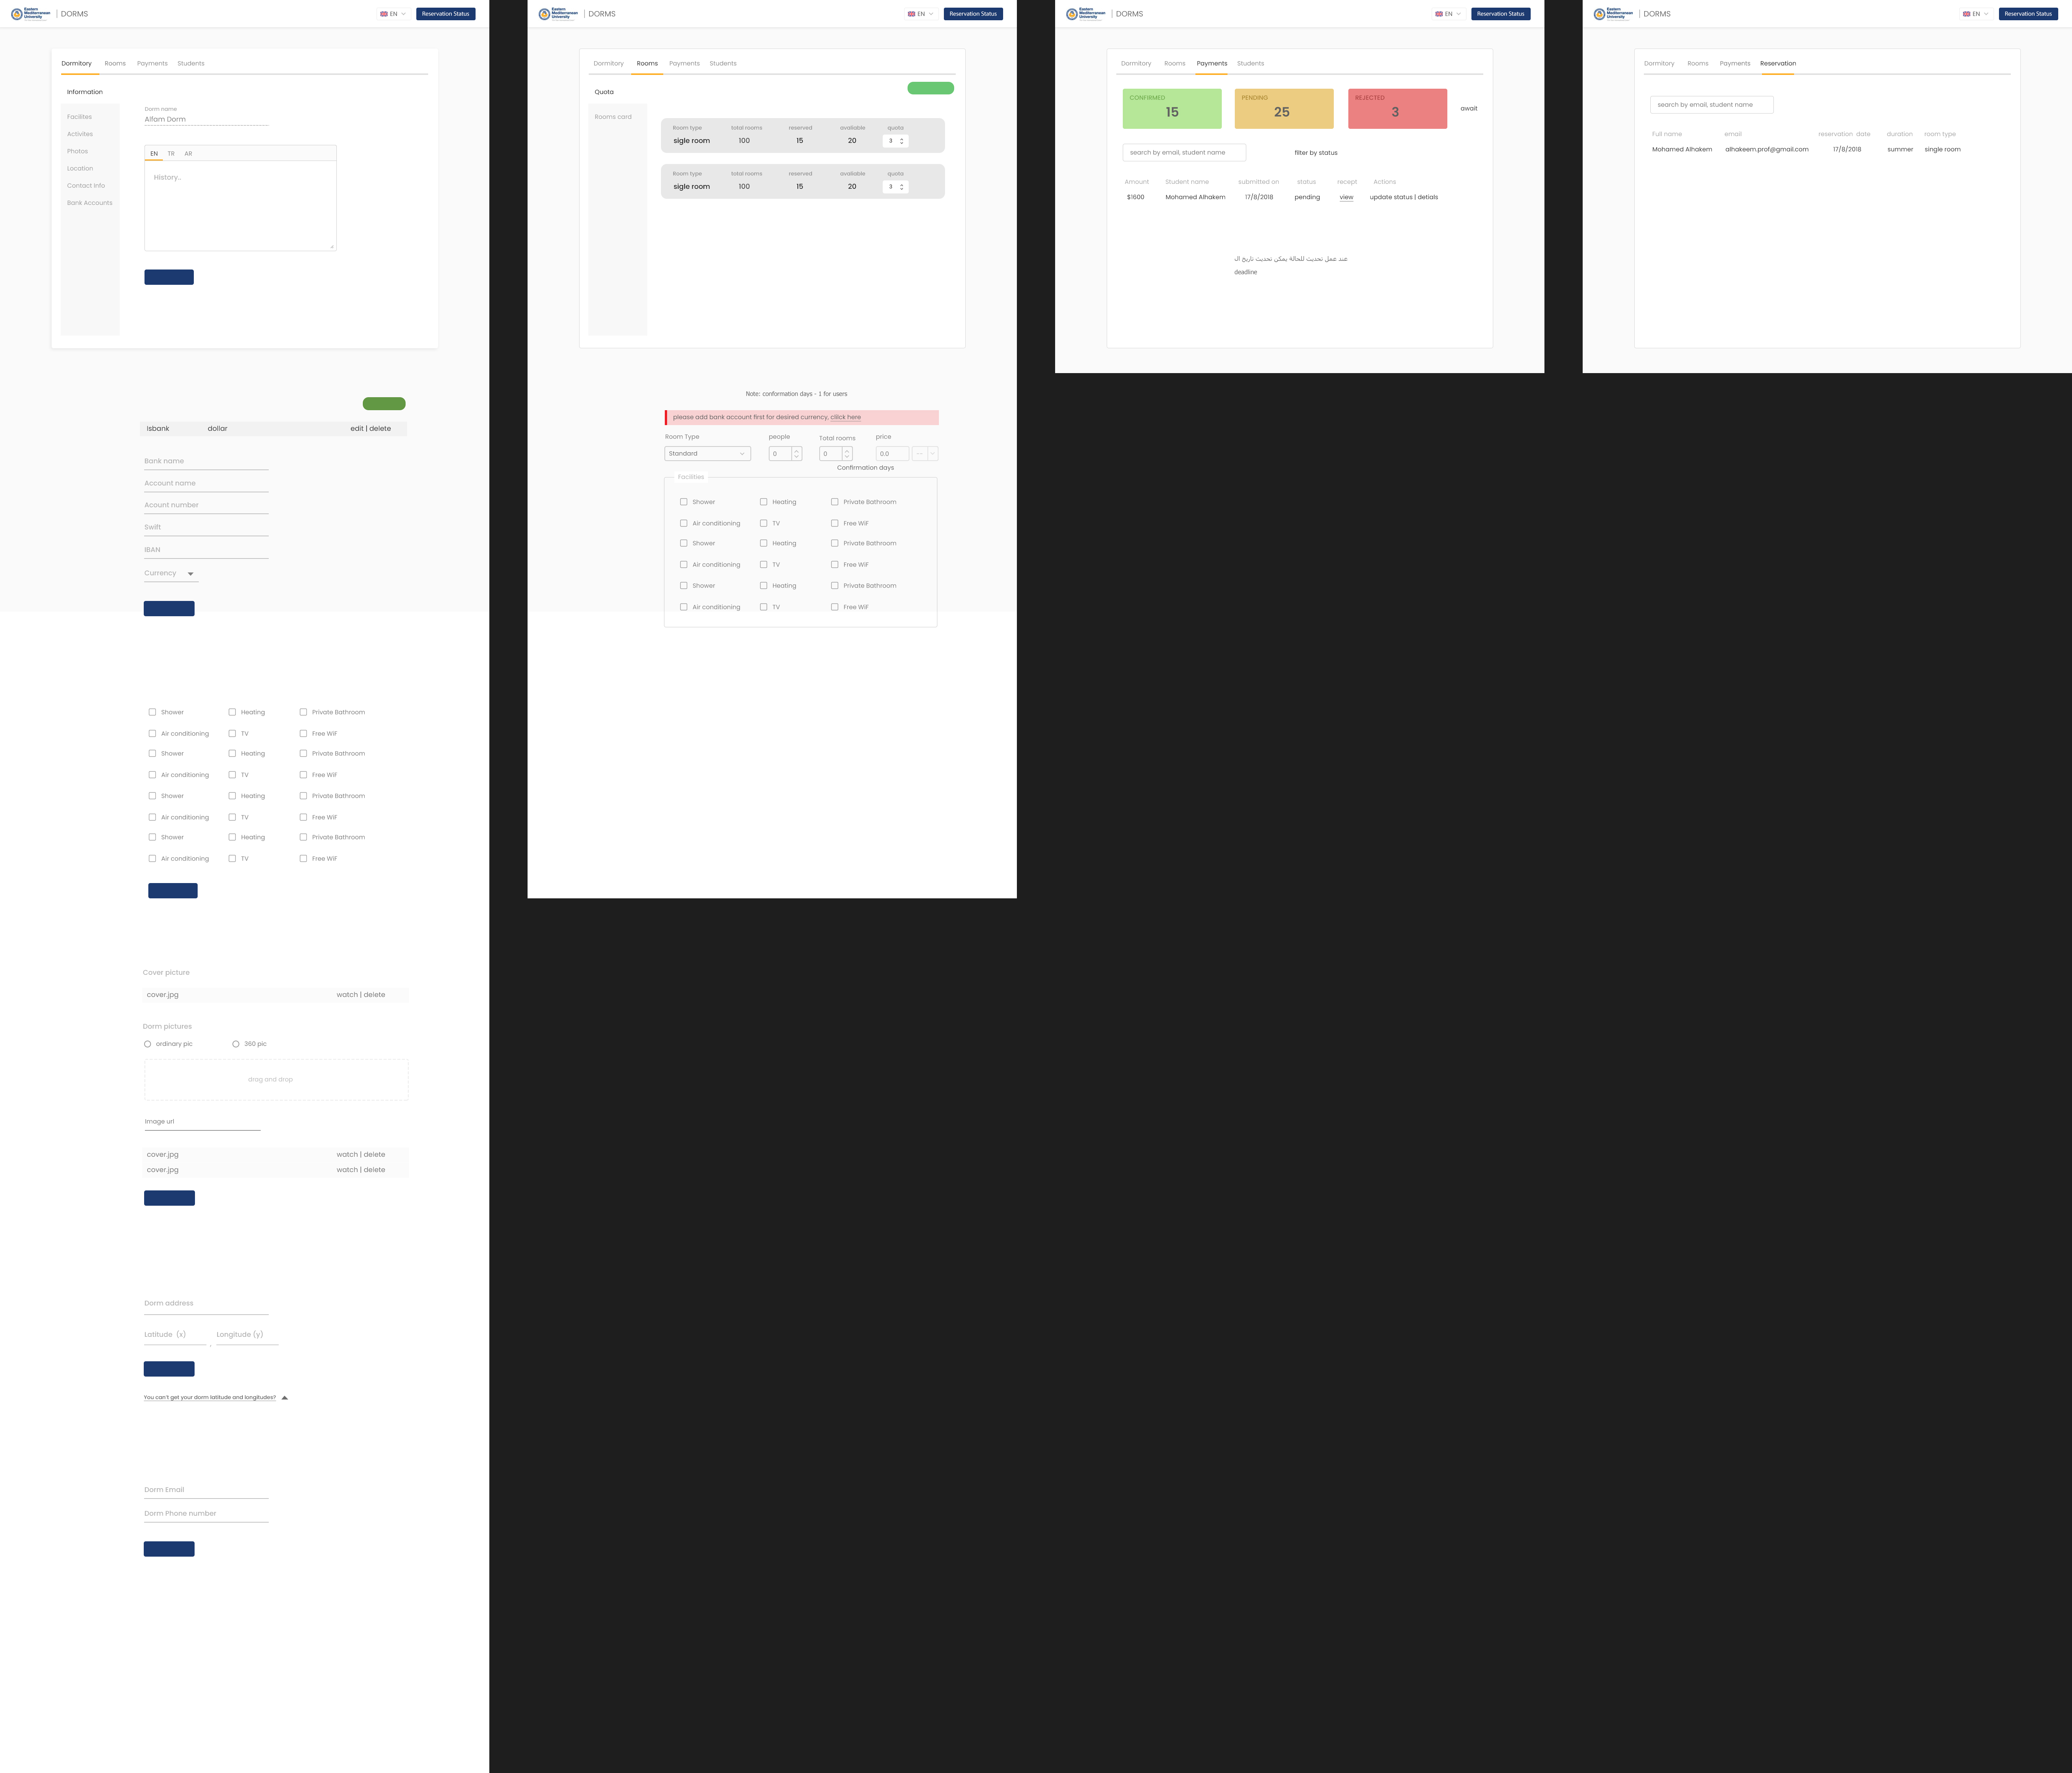 Eastern
Mediterranean
University
DORMS
EN
Reservation Status
Dormitory Rooms Payments Students
Information
Facilites
Activites
Photos
Location
Contact info
Bank Accounts
Dorm name
Alfam Dorm
EN TR AR
History..
Isbank dollar edit | delete
Bank name
Account name
Acount number
Swift
IBAN
Currency
Shower Heating Private Bathroom
Air conditioning TV Free WiF
Shower Heating Private Bathroom
Air conditioning TV Free WiF
Shower Heating Private Bathroom
Air conditioning TV Free WiF
Shower Heating Private Bathroom
Air conditioning TV Free WiF
Cover picture
cover.jpg watch | delete
Dorm pictures
ordinary pic 360 pic
drag and drop
Image url
cover.jpg watch | delete
cover.jpg watch | delete
Dorm address
Latitude (x) , Longitude (y)
You can't get your dorm latitude and longitudes?
Dorm Email
Dorm Phone number
Eastern
Mediterranean
University
DORMS
EN
Reservation Status
Dormitory Rooms Payments Students
Quota
Rooms card
Room type total rooms reserved available quota
sigle room 100 15 20 3
Room type total rooms reserved available quota
sigle room 100 15 20 3
Note: conformation days - 1 for users
please add bank account first for desired currency, cilick here
Room Type people Total rooms price
Standard 0 0 0.0 --
Confirmation days
Facilities
Shower Heating Private Bathroom
Air conditioning TV Free WiF
Shower Heating Private Bathroom
Air conditioning TV Free WiF
Shower Heating Private Bathroom
Air conditioning TV Free WiF
Eastern
Mediterranean
University
DORMS
EN
Reservation Status
Dormitory Rooms Payments Students
CONFIRMED
15
PENDING
25
REJECTED
3
await
search by email, student name
filter by status
Amount Student name submitted on status recept Actions
$1600 Mohamed Alhakem 17/8/2018 pending view update status | detials
عند عمل تحديث للحالة يمكن تحديث تاريخ الـ
deadline
Eastern
Mediterranean
University
DORMS
EN
Reservation Status
Dormitory Rooms Payments Reservation
search by email, student name
Full name email reservation date duration room type
Mohamed Alhakem alhakeem.prof@gmail.com 17/8/2018 summer single room